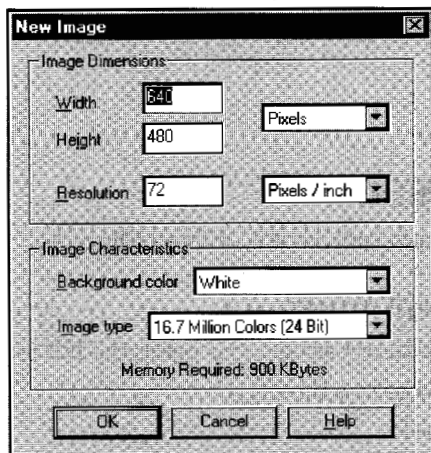 New Image
Image Dimensions
Width 640
Pixels
Height 480
Resolution 72 Pixels / inch
Image Characteristics
Background color White
Image type 16.7 Million Colors (24 Bit)
Memory Required: 900 KBytes
OK Cancel Help